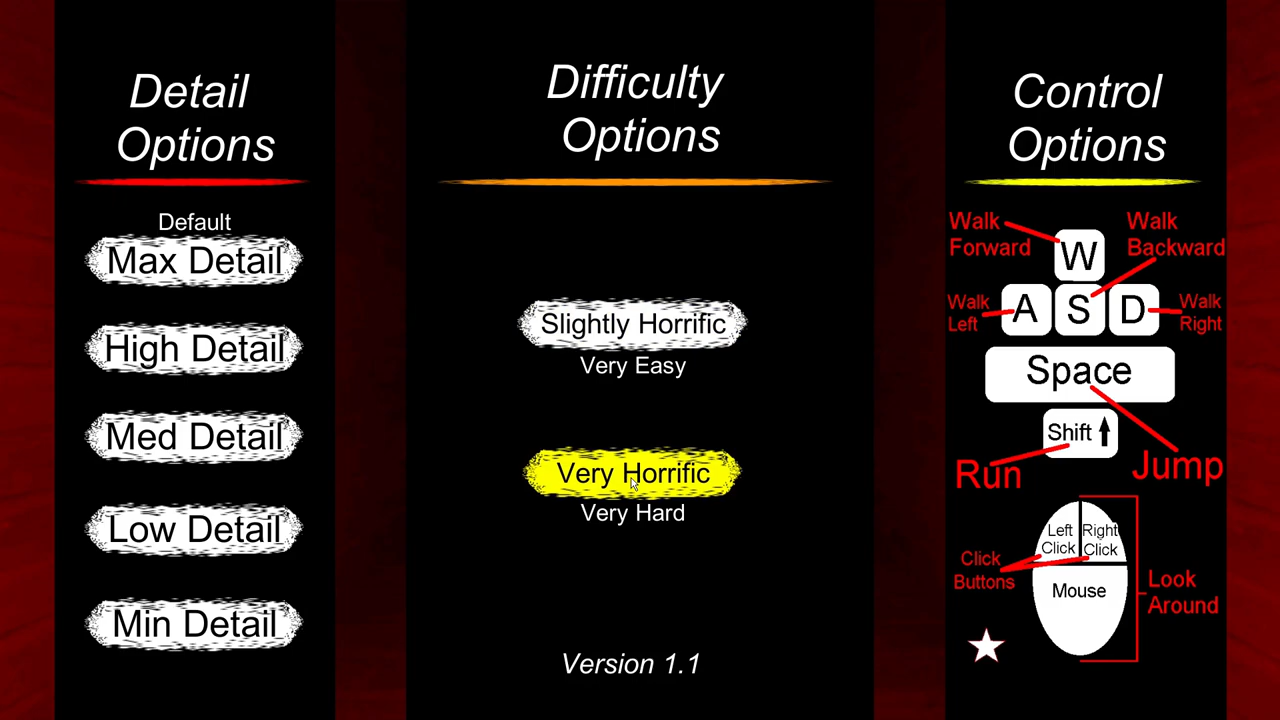 Detail
Options
Default
Max Detail
High Detail
Med Detail
Low Detail
Min Detail
Difficulty
Options
Slightly Horrific
Very Easy
Very Horrific
Very Hard
Version 1.1
Control
Options
Walk
Forward
Walk
Backward
W
Walk
Left
A
S
D
Walk
Right
Space
Shift
Run
Jump
Left
Click
Right
Click
Click
Buttons
Mouse
Look
Around